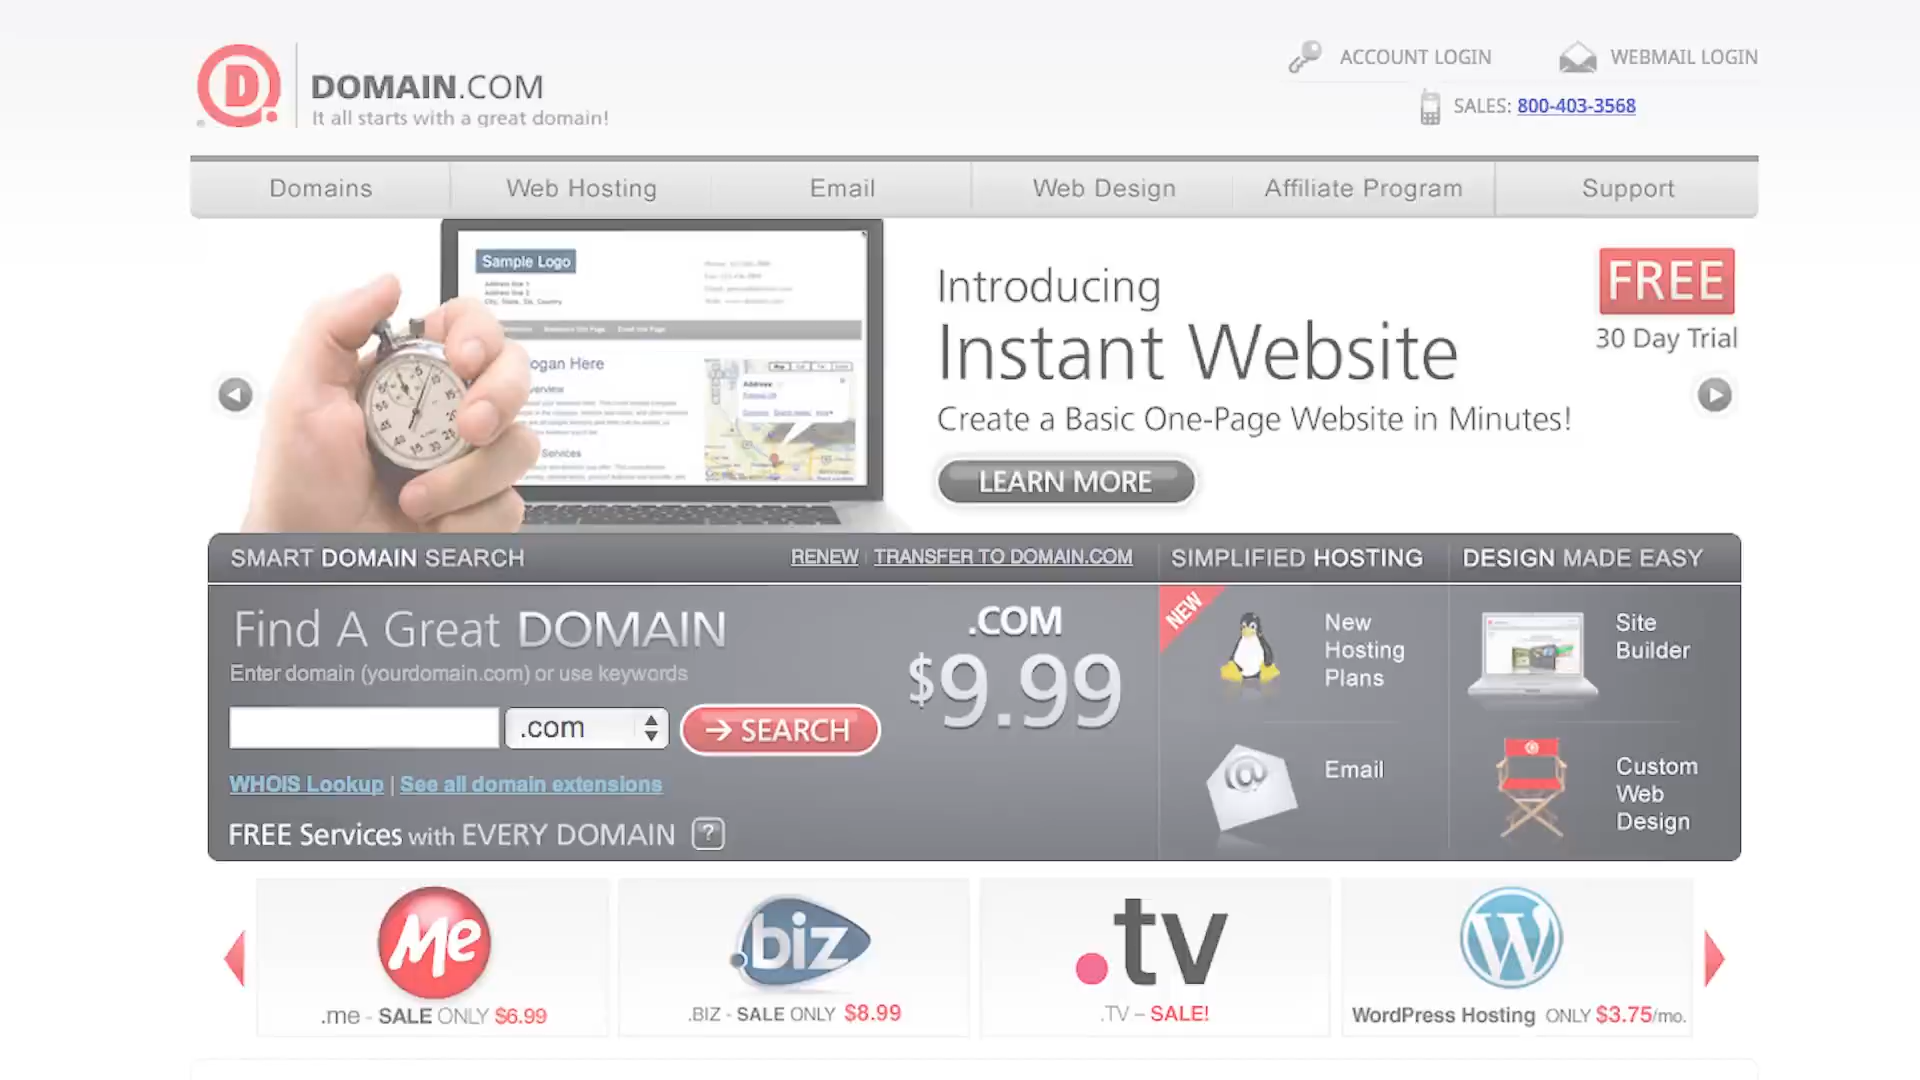 DOMAIN.COM
It all starts with a great domain!
ACCOUNT LOGIN
WEBMAIL LOGIN
SALES: 800-403-3568
Domains
Web Hosting
Email
Web Design
Affiliate Program
Support
Sample Logo
ogan Here
Services
Introducing
Instant Website
Create a Basic One-Page Website in Minutes!
LEARN MORE
FREE
30 Day Trial
SMART DOMAIN SEARCH
RENEW | TRANSFER TO DOMAIN.COM
SIMPLIFIED HOSTING
DESIGN MADE EASY
Find A Great DOMAIN
Enter domain (yourdomain.com) or use keywords
.com
→ SEARCH
WHOIS Lookup | See all domain extensions
FREE Services with EVERY DOMAIN ?
.COM
$9.99
NEW
New
Hosting
Plans
Email
Site
Builder
Custom
Web
Design
Me
.me - SALE ONLY $6.99
.biz
.BIZ - SALE ONLY $8.99
.tv
.TV – SALE!
W
WordPress Hosting ONLY $3.75/mo.